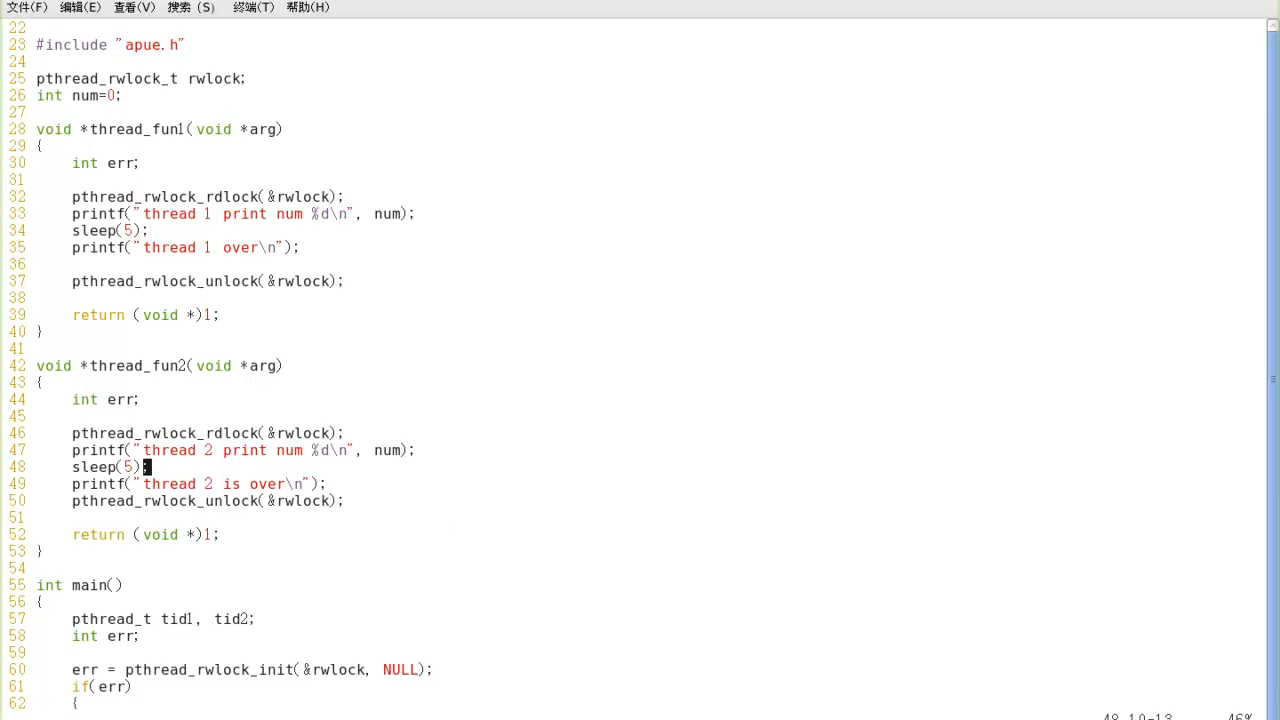 文件(F) 编辑(E) 查看(V) 搜索 (S) 终端(T) 帮助(H)
22
23 #include "apue.h"
24
25 pthread_rwlock_t rwlock;
26 int num=0;
27
28 void *thread_fun1(void *arg)
29 {
30     int err;
31
32     pthread_rwlock_rdlock(&rwlock);
33     printf("thread 1 print num %d\n", num);
34     sleep(5);
35     printf("thread 1 over\n");
36
37     pthread_rwlock_unlock(&rwlock);
38
39     return (void *)1;
40 }
41
42 void *thread_fun2(void *arg)
43 {
44     int err;
45
46     pthread_rwlock_rdlock(&rwlock);
47     printf("thread 2 print num %d\n", num);
48     sleep(5);
49     printf("thread 2 is over\n");
50     pthread_rwlock_unlock(&rwlock);
51
52     return (void *)1;
53 }
54
55 int main()
56 {
57     pthread_t tid1, tid2;
58     int err;
59
60     err = pthread_rwlock_init(&rwlock, NULL);
61     if(err)
62     {
48,10-13 46%